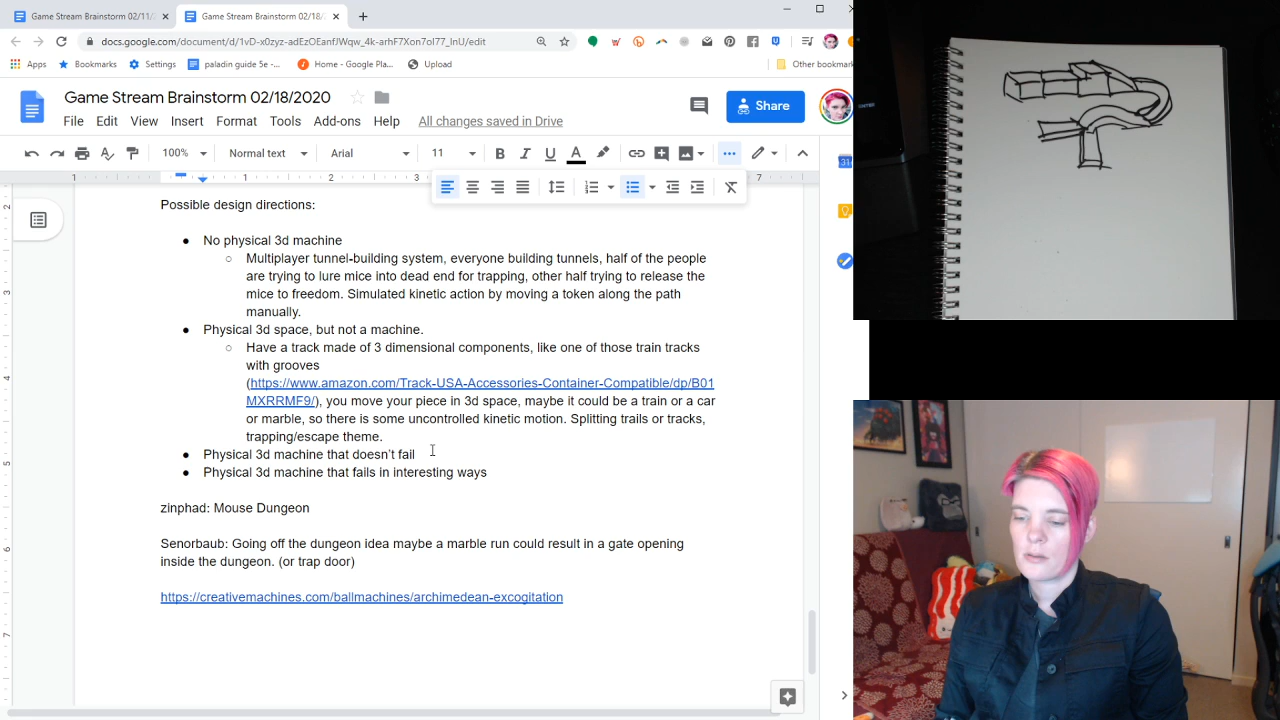 Game Stream Brainstorm 02/11/
Game Stream Brainstorm 02/18/
docs.google.com/document/d/1vD-x0zyz-adEzOEanfJWqw_4k-arhF7Xon7oI77_InU/edit
Apps Bookmarks Settings paladin guide 5e -... Home - Google Pla... Upload Other bookmar
Game Stream Brainstorm 02/18/2020
Share
File Edit View Insert Format Tools Add-ons Help All changes saved in Drive
100% Normal text Arial 11 B I U A
1 1 2 3 7
Possible design directions:
● No physical 3d machine
○ Multiplayer tunnel-building system, everyone building tunnels, half of the people
are trying to lure mice into dead end for trapping, other half trying to release the
mice to freedom. Simulated kinetic action by moving a token along the path
manually.
● Physical 3d space, but not a machine.
○ Have a track made of 3 dimensional components, like one of those train tracks
with grooves
(https://www.amazon.com/Track-USA-Accessories-Container-Compatible/dp/B01
MXRRMF9/), you move your piece in 3d space, maybe it could be a train or a car
or marble, so there is some uncontrolled kinetic motion. Splitting trails or tracks,
trapping/escape theme.
● Physical 3d machine that doesn't fail
● Physical 3d machine that fails in interesting ways
zinphad: Mouse Dungeon
Senorbaub: Going off the dungeon idea maybe a marble run could result in a gate opening
inside the dungeon. (or trap door)
https://creativemachines.com/ballmachines/archimedean-excogitation